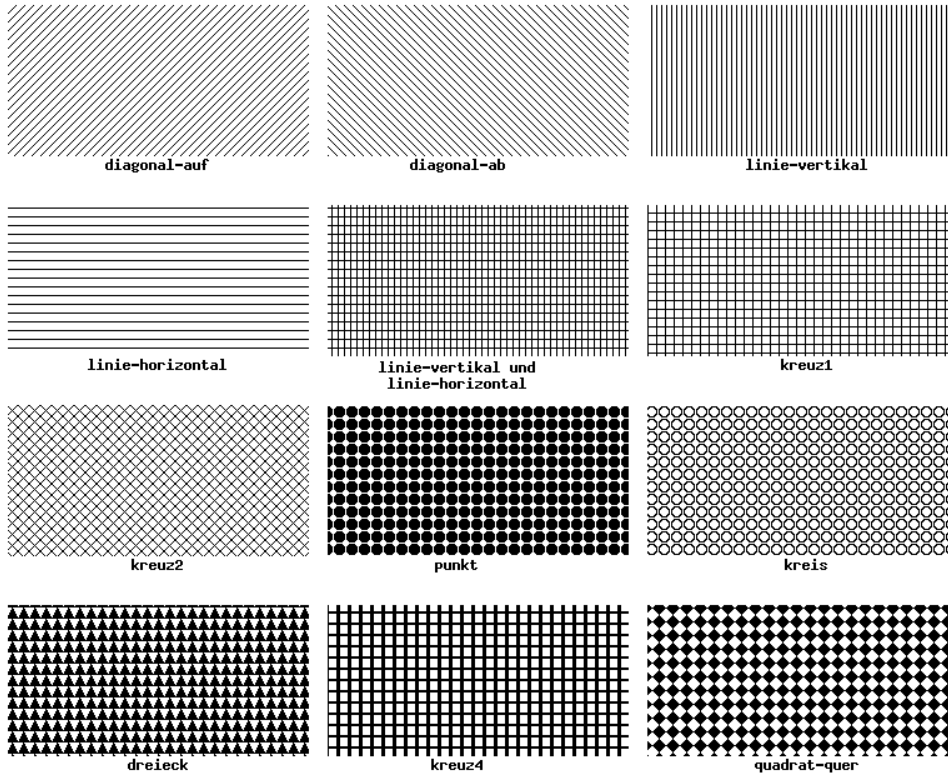 diagonal-auf
diagonal-ab
linie-vertikal
linie-horizontal
linie-vertikal und
linie-horizontal
kreuz1
kreuz2
punkt
kreis
dreieck
kreuz4
quadrat-quer